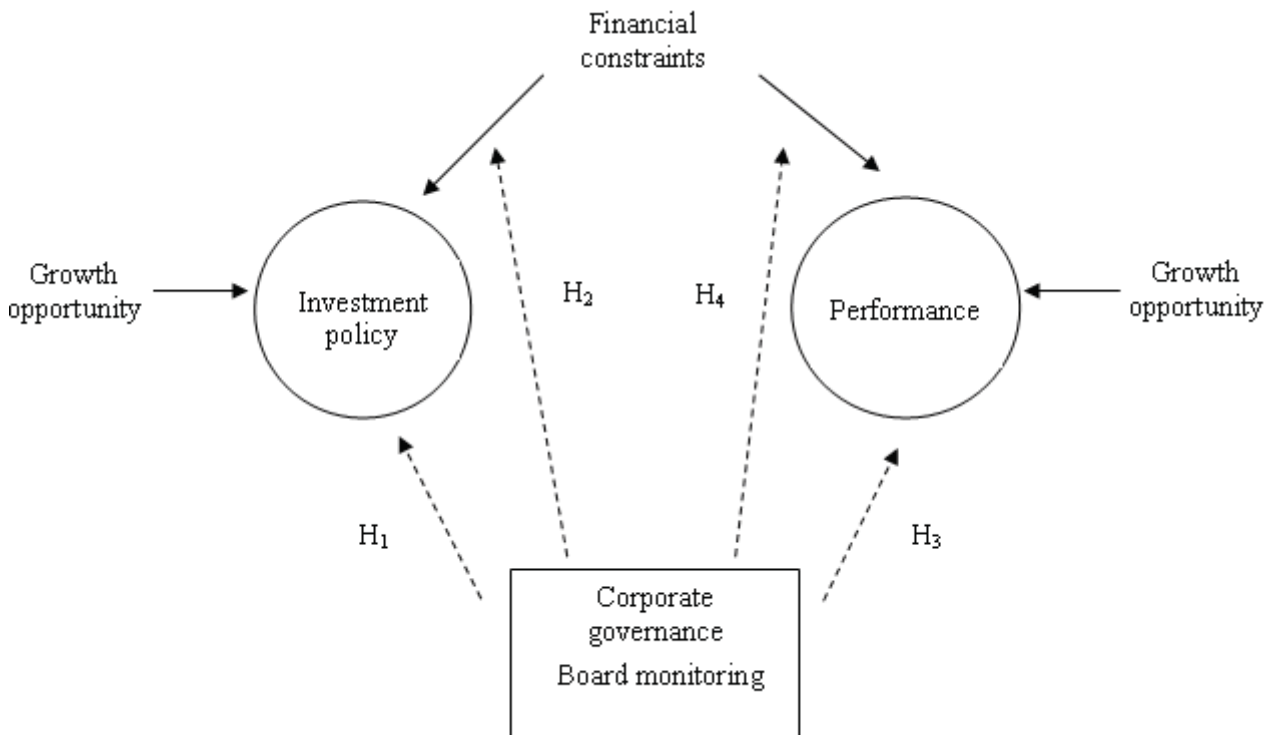 Financial
constraints
Growth
opportunity
Investment
policy
H₂
H₄
Performance
Growth
opportunity
H₁
H₃
Corporate
governance
Board monitoring